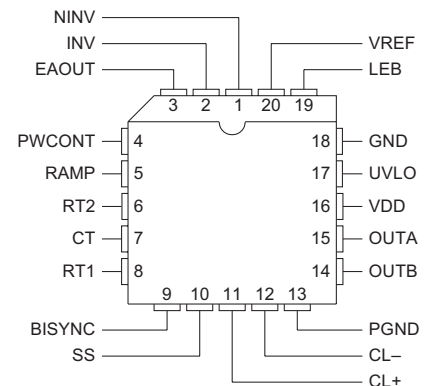 NINV
INV
VREF
EAOUT
LEB
3 2 1 20 19
PWCONT 4 18 GND
RAMP 5 17 UVLO
RT2 6 16 VDD
CT 7 15 OUTA
RT1 8 14 OUTB
9 10 11 12 13
BISYNC
PGND
SS
CL–
CL+